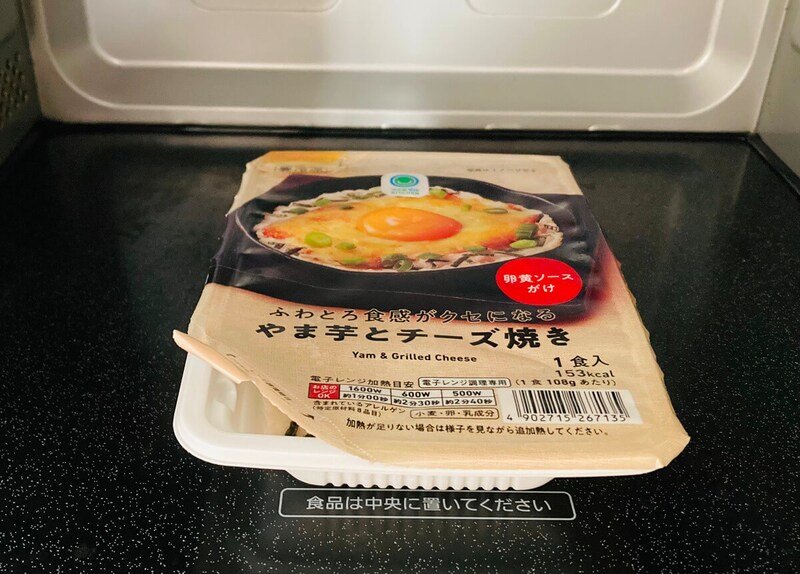 卵黄ソース
がけ
ふわとろ食感がクセになる
やま芋とチーズ焼き
Yam & Grilled Cheese
1食入
153kcal
(1食108gあたり)
電子レンジ加熱目安 電子レンジ調理専用
お店の
レンジ
OK
1600W 600W 500W
約1分00秒 約2分30秒 約2分40秒
含まれているアレルゲン
(特定原材料8品目)
小麦・卵・乳成分
4 902715 267135
加熱が足りない場合は様子を見ながら追加熱してください。
食品は中央に置いてください